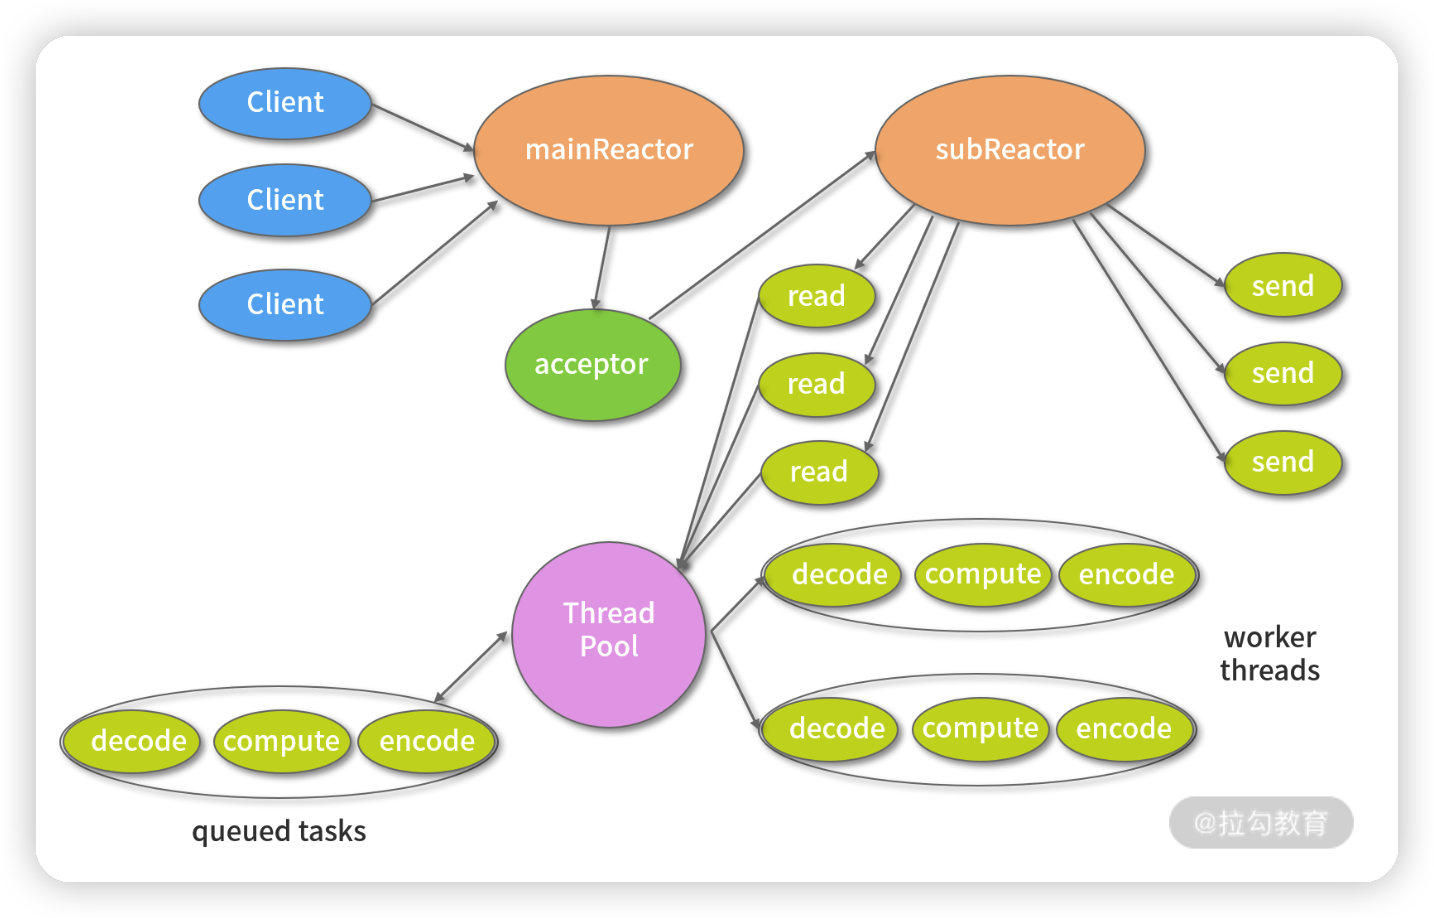 Client
mainReactor
subReactor
Client
Client
acceptor
read
send
read
send
read
send
Thread
Pool
decode
compute
encode
worker
threads
decode
compute
encode
decode
compute
encode
queued tasks
@拉勾教育